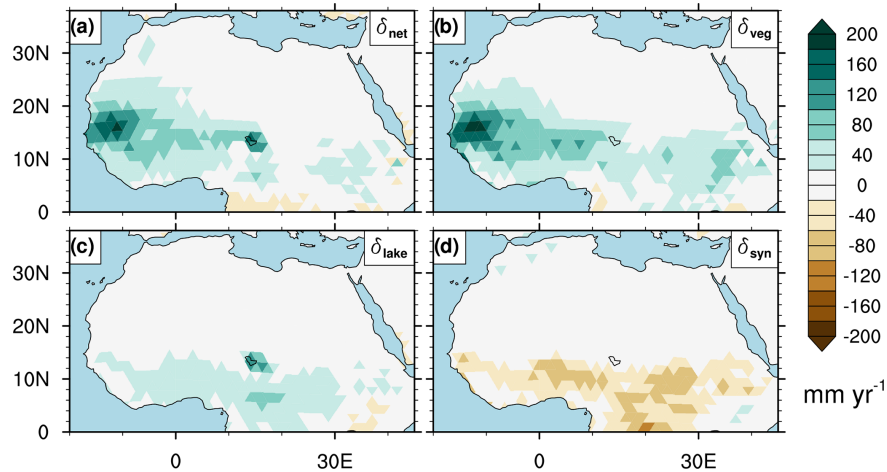 (a) δnet
(b) δveg
30N
20N
10N
0
(c) δlake
(d) δsyn
30N
20N
10N
0
0 30E
0 30E
200
160
120
80
40
0
-40
-80
-120
-160
-200
mm yr-1